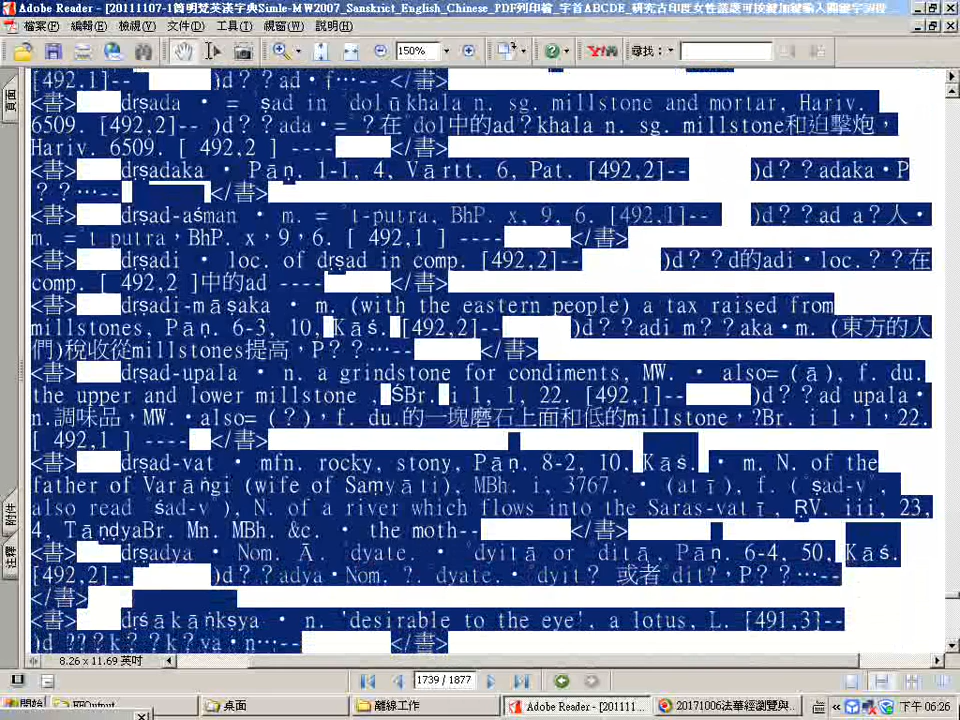 Adobe Reader - [20111107-1簡明梵英漢字典Simle-MW2007_Sanskrict_English_Chinese_PDF列印檔_字首ABCDE_研究古印度女性議題可按
檔案(F) 編輯(E) 檢視(V) 文件(D) 工具(T) 視窗(W) 說明(H)
150% Y! 尋找：
[492,1]-- )d？？ad‧f…-- </書>
<書> dṛṣada ‧ = ṣad in °dolūkhala n. sg. millstone and mortar, Hariv.
6509. [492,2]-- )d？？ada‧=？在°dol中的ad？khala n. sg. millstone和迫擊炮，
Hariv. 6509. [ 492,2 ] ---- </書>
<書> dṛṣadaka ‧ Pāṇ. 1-1, 4, Vārtt. 6, Pat. [492,2]-- )d？？adaka‧P
？？…-- </書>
<書> dṛṣad-aśman ‧ m. = °t-putra, BhP. x, 9, 6. [492,1]-- )d？？ad a？人‧
m. =°t putra，BhP. x，9，6. [ 492,1 ] ---- </書>
<書> dṛṣadi ‧ loc. of dṛṣad in comp. [492,2]-- )d？？d的adi‧loc.？？在
comp. [ 492,2 ]中的ad ---- </書>
<書> dṛṣadi-māṣaka ‧ m. (with the eastern people) a tax raised from
millstones, Pāṇ. 6-3, 10, Kāś. [492,2]-- )d？？adi m？？aka‧m. (東方的人
們)稅收從millstones提高，P？？…-- </書>
<書> dṛṣad-upala ‧ n. a grindstone for condiments, MW. ‧ also= (ā), f. du.
the upper and lower millstone , ŚBr. i 1, 1, 22. [492,1]-- )d？？ad upala‧
n.調味品，MW.‧also= (？)，f. du.的一塊磨石上面和低的millstone，?Br. i 1，1，22.
[ 492,1 ] ---- </書>
<書> dṛṣad-vat ‧ mfn. rocky, stony, Pāṇ. 8-2, 10, Kāś. ‧ m. N. of the
father of Varāṅgi (wife of Saṃyāti), MBh. i, 3767. ‧ (atī), f. (°ṣad-v°,
also read °śad-v°), N. of a river which flows into the Saras-vatī, ṚV. iii, 23,
4, TāṇḍyaBr. Mn. MBh. &c. ‧ the moth-- </書>
<書> dṛṣadya ‧ Nom. Ā. °dyate. ‧ °dyitā or °ditā, Pāṇ. 6-4, 50, Kāś.
[492,2]-- )d？？adya‧Nom. ？. dyate.‧°dyit？ 或者°dit?，P？？…--
</書>
<書> dṛśākāṅkṣya ‧ n. 'desirable to the eye', a lotus, L. [491,3]--
)d ??？k？？k？ya‧n…-- </書>
頁面
附件
註釋
8.26 x 11.69 英吋
1739 / 1877
開始 FFOutput 桌面 離線工作 Adobe Reader - [201111... 20171006法華經瀏覽與... 下午 06:26